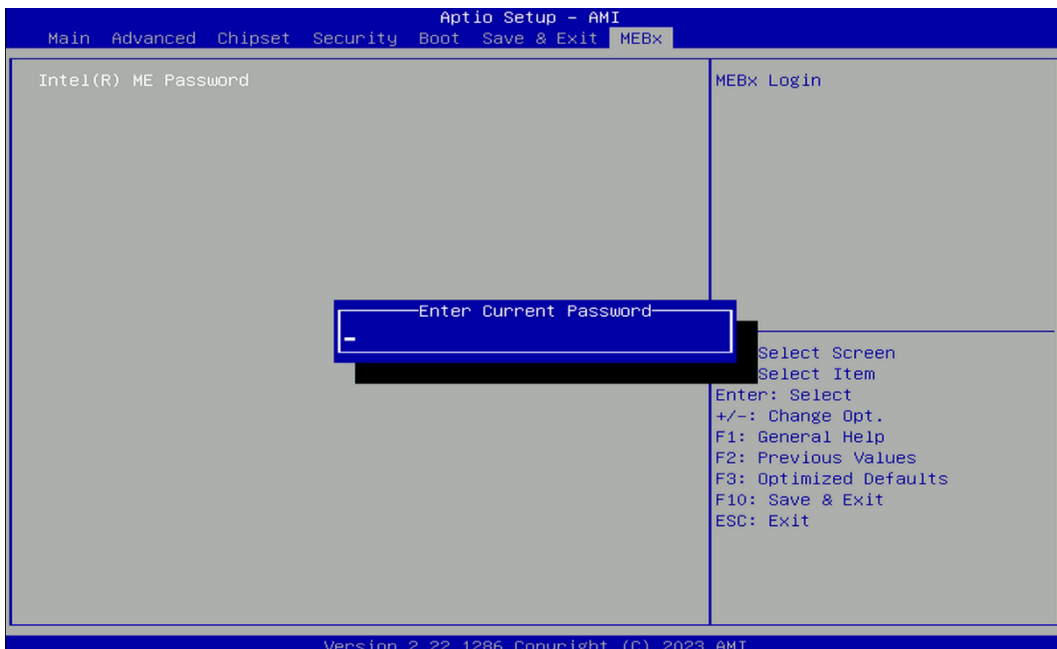 Aptio Setup – AMI
Main Advanced Chipset Security Boot Save & Exit MEBx
Intel(R) ME Password
MEBx Login
Enter Current Password
Select Screen
Select Item
Enter: Select
+/-: Change Opt.
F1: General Help
F2: Previous Values
F3: Optimized Defaults
F10: Save & Exit
ESC: Exit
Version 2.22.1286 Copyright (C) 2023 AMI